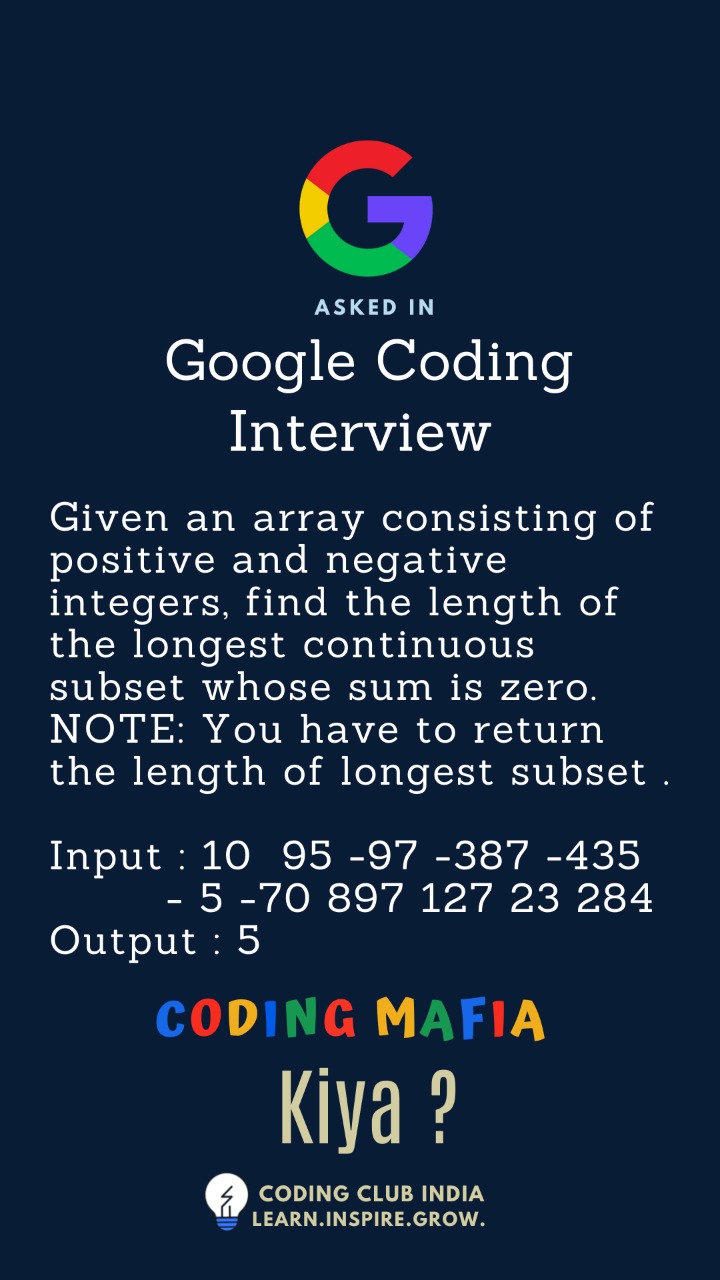 ASKED IN
Google Coding
Interview
Given an array consisting of
positive and negative
integers, find the length of
the longest continuous
subset whose sum is zero.
NOTE: You have to return
the length of longest subset .
Input : 10 95 -97 -387 -435
- 5 -70 897 127 23 284
Output : 5
CODING MAFIA
Kiya ?
CODING CLUB INDIA
LEARN.INSPIRE.GROW.